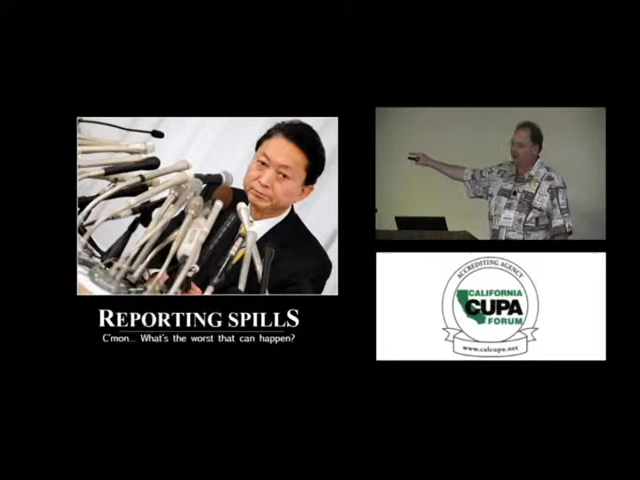 REPORTING SPILLS
C'mon... What's the worst that can happen?
ACCREDITING AGENCY
CALIFORNIA
CUPA
FORUM
www.calcupa.net